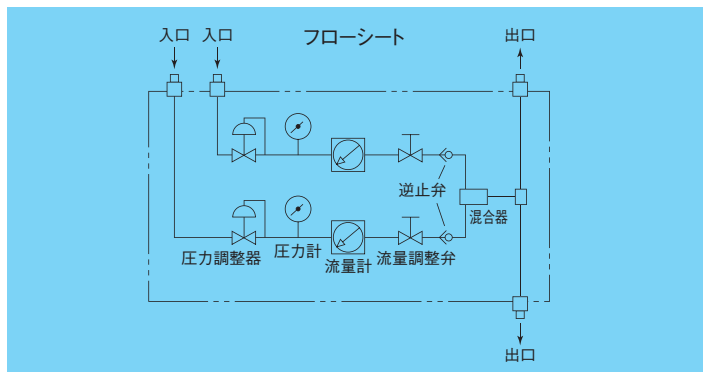 入口
入口
フローシート
出口
逆止弁
混合器
圧力調整器
圧力計
流量計
流量調整弁
出口